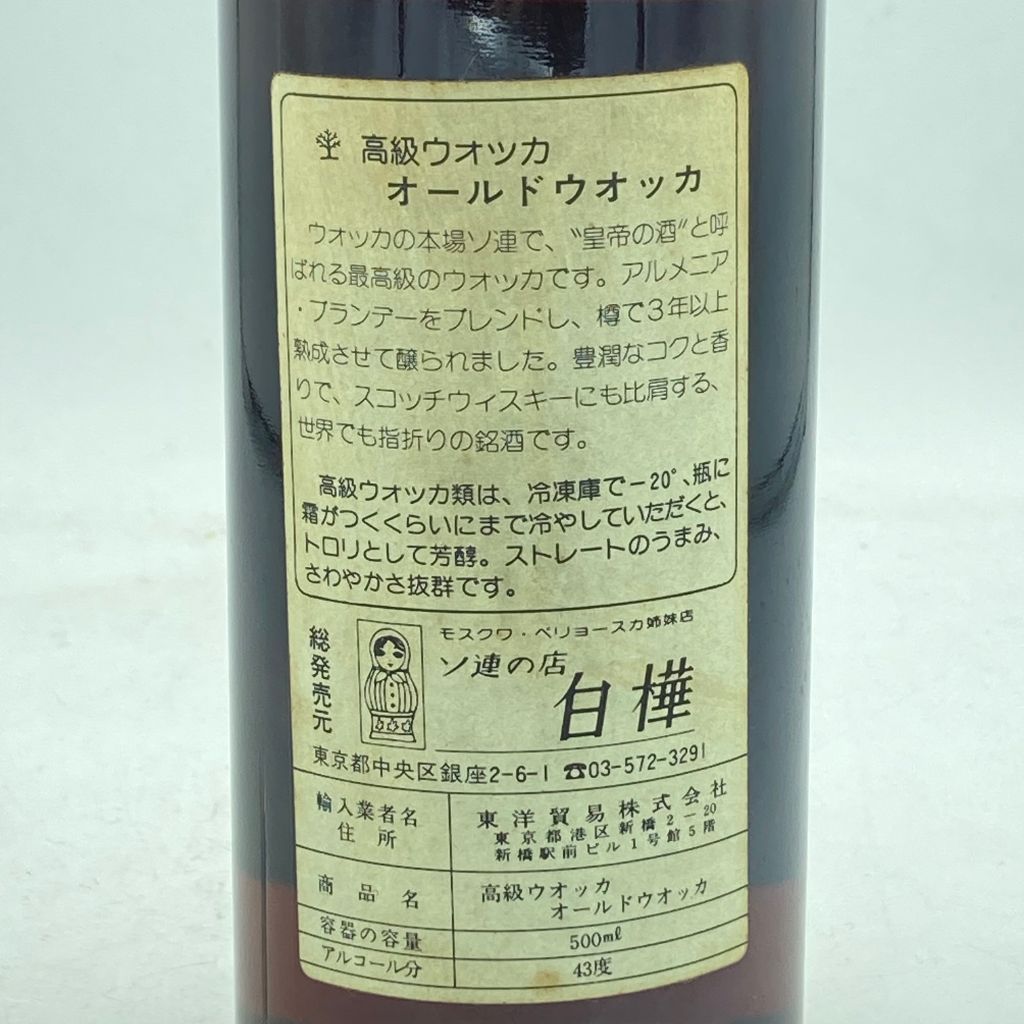 高級ウオツカ
オールドウオッカ
ウオツカの本場ソ連で、〝皇帝の酒〟と呼
ばれる最高級のウオッカです。アルメニア
・ブランデーをブレンドし、樽で3年以上
熟成させて醸られました。豊潤なコクと香
りで、スコッチウィスキーにも比肩する、
世界でも指折りの銘酒です。
高級ウオツカ類は、冷凍庫で－20°、瓶に
霜がつくくらいにまで冷やしていただくと、
トロリとして芳醇。ストレートのうまみ、
さわやかさ抜群です。
総発売元
モスクワ・ベリョースカ姉妹店
ソ連の店
白樺
東京都中央区銀座2-6-1 ☎03-572-3291
輸入業者名
住所
東洋貿易株式会社
東京都港区新橋2－20
新橋駅前ビル1号館5階
商品名
高級ウオッカ
オールドウオッカ
容器の容量
500㎖
アルコール分
43度